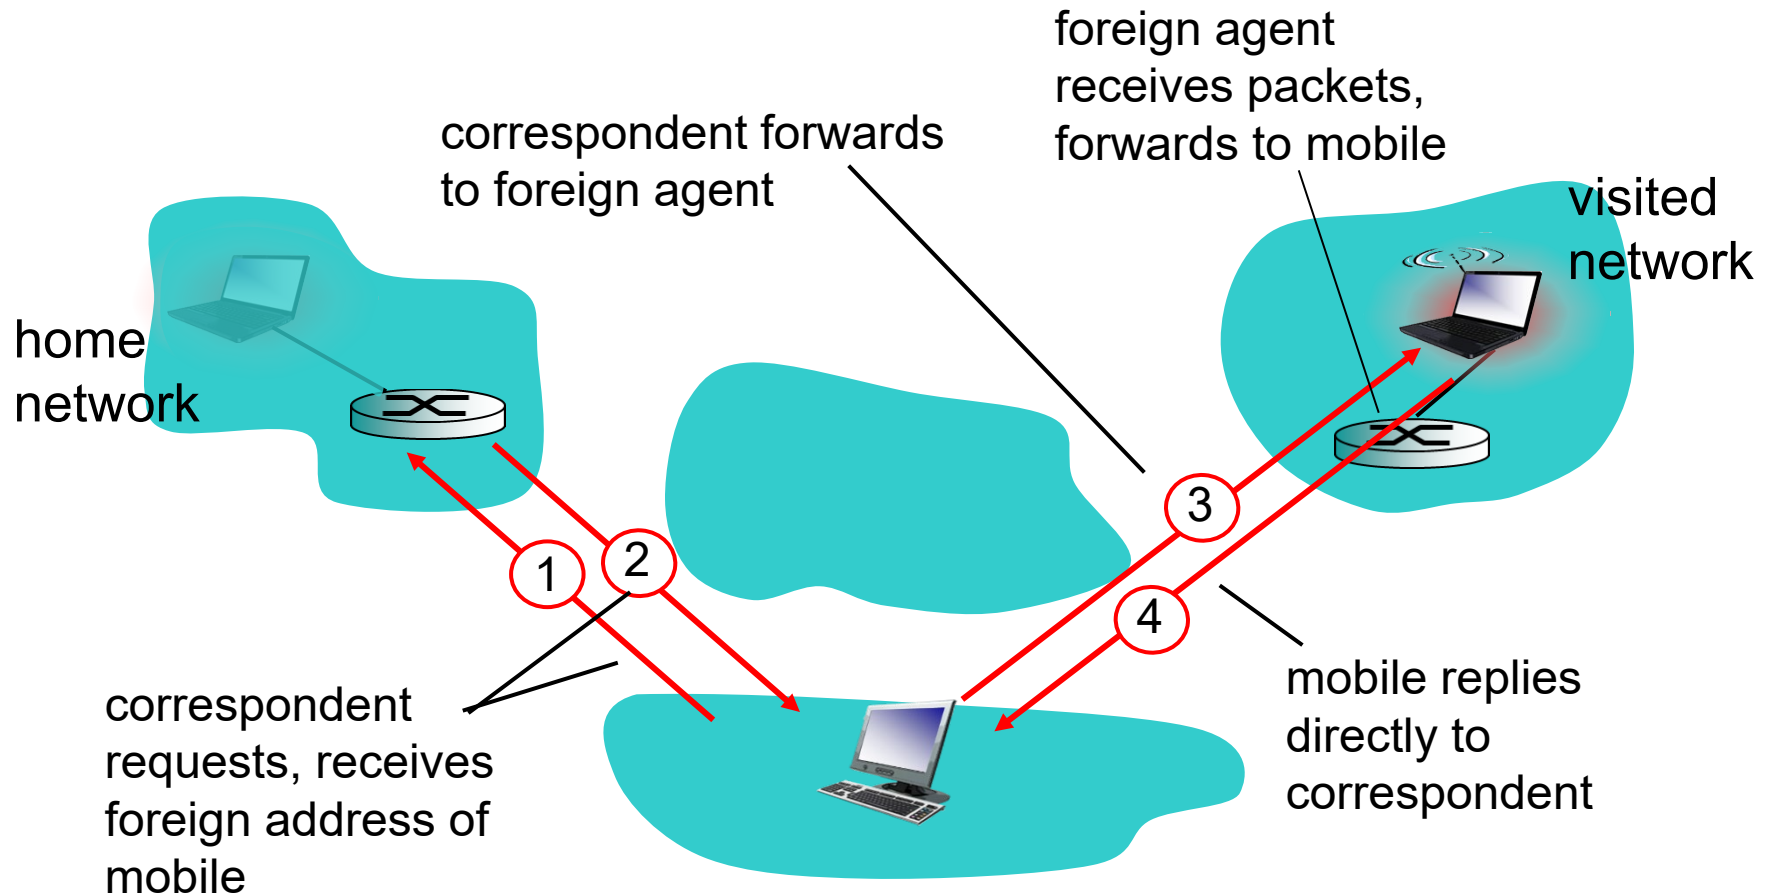 foreign agent
receives packets,
forwards to mobile
correspondent forwards
to foreign agent
visited
network
home
network
3
2
1
4
correspondent
requests, receives
foreign address of
mobile
mobile replies
directly to
correspondent